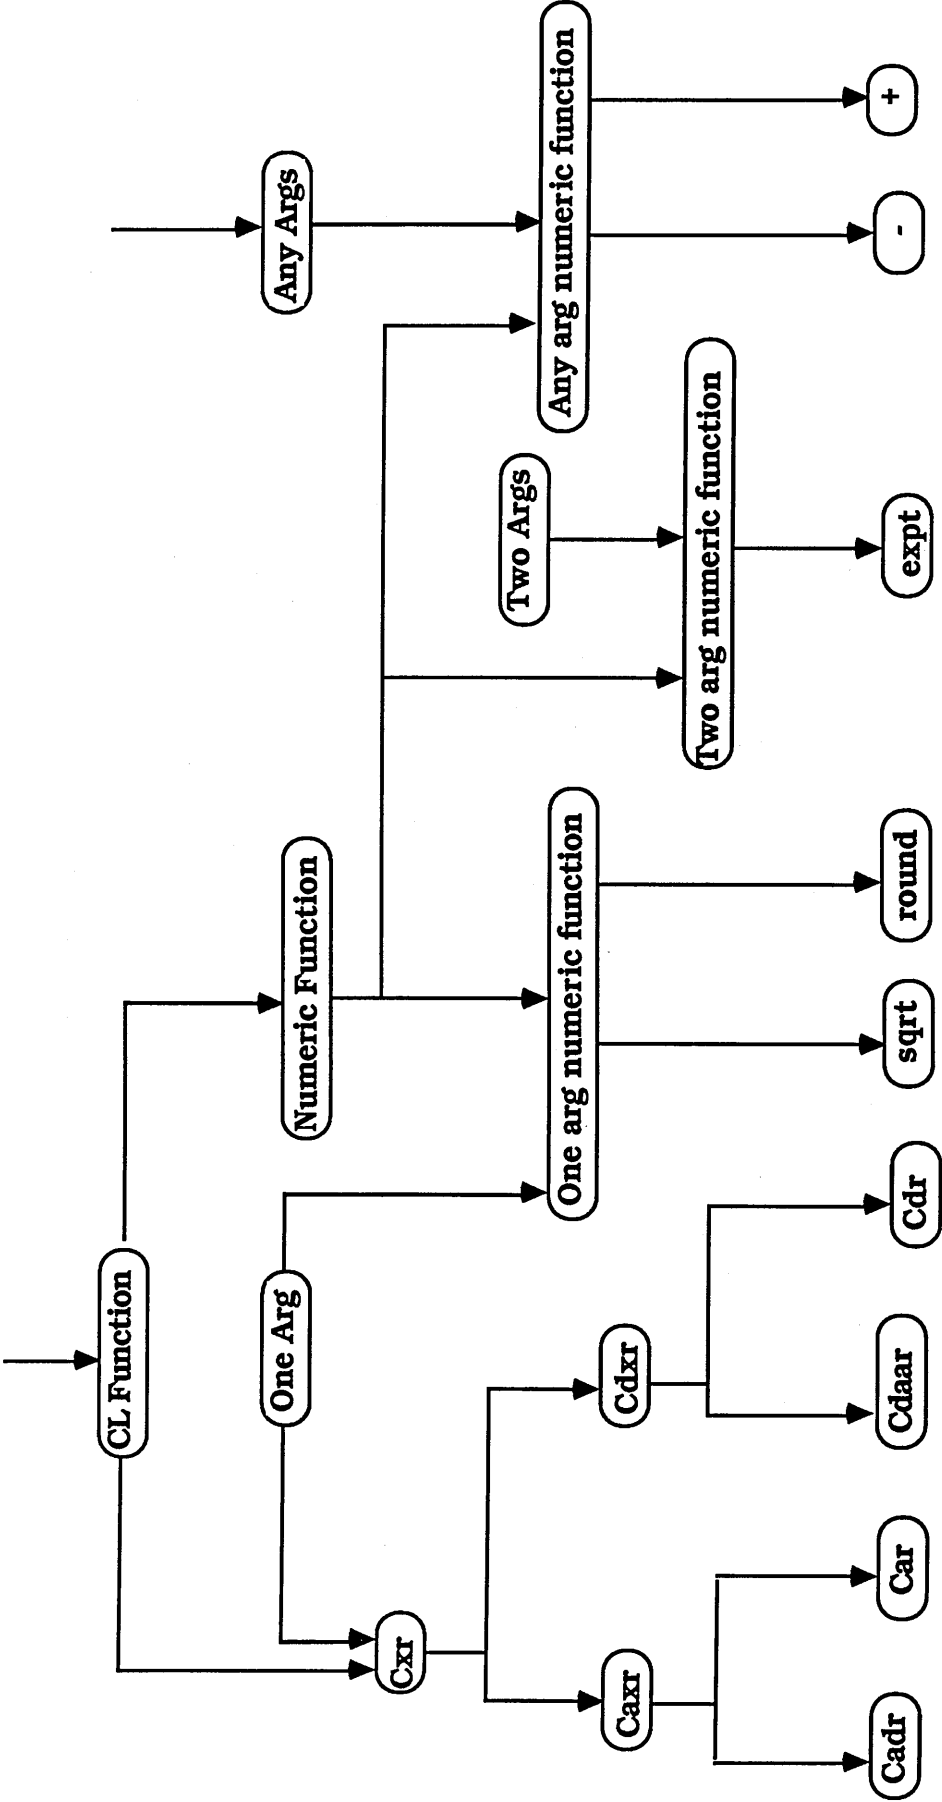 CL Function
One Arg
Numeric Function
Any Args
Cxr
Two Args
One arg numeric function
Any arg numeric function
Caxr
Cdxr
Two arg numeric function
Cadr
Car
Cdaar
Cdr
sqrt
round
expt
-
+